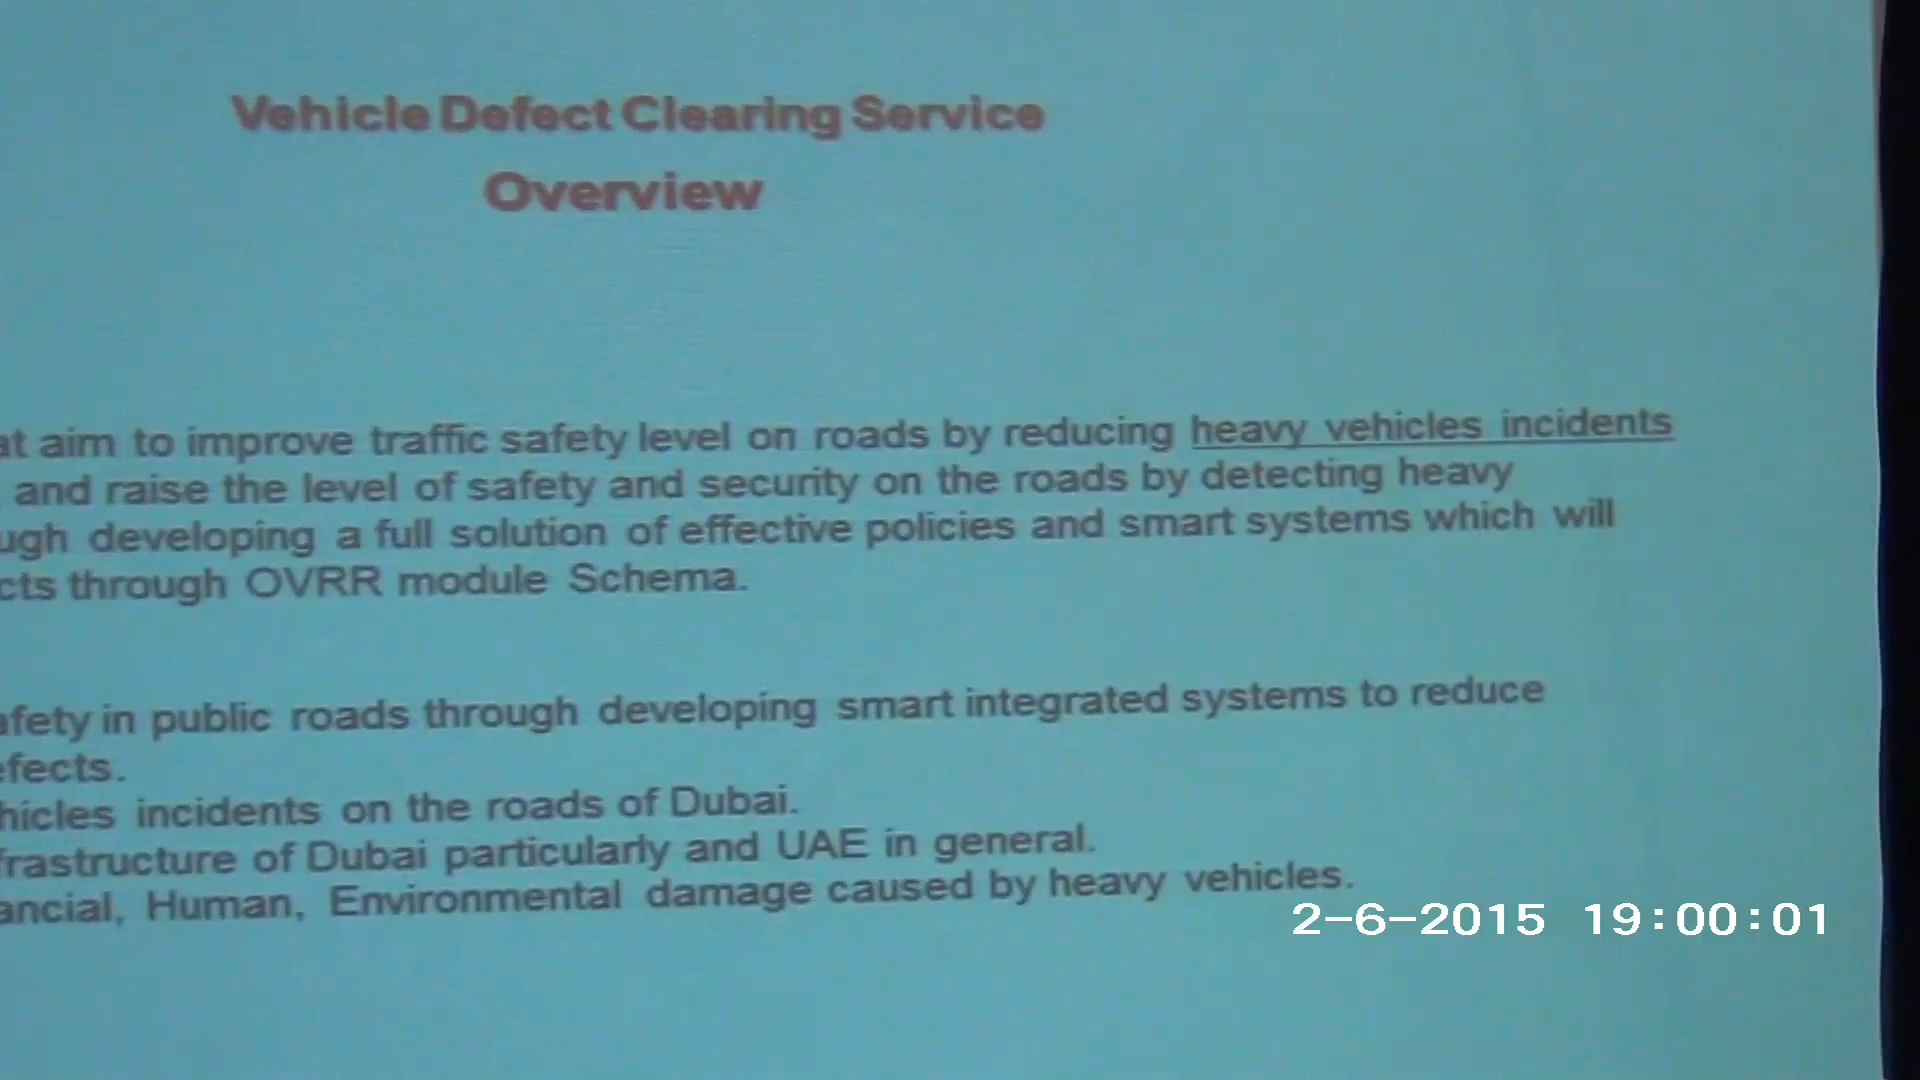 Vehicle Defect Clearing Service
Overview
at aim to improve traffic safety level on roads by reducing heavy vehicles incidents
and raise the level of safety and security on the roads by detecting heavy
ugh developing a full solution of effective policies and smart systems which will
cts through OVRR module Schema.
afety in public roads through developing smart integrated systems to reduce
efects.
hicles incidents on the roads of Dubai.
frastructure of Dubai particularly and UAE in general.
ancial, Human, Environmental damage caused by heavy vehicles.
2-6-2015 19:00:01